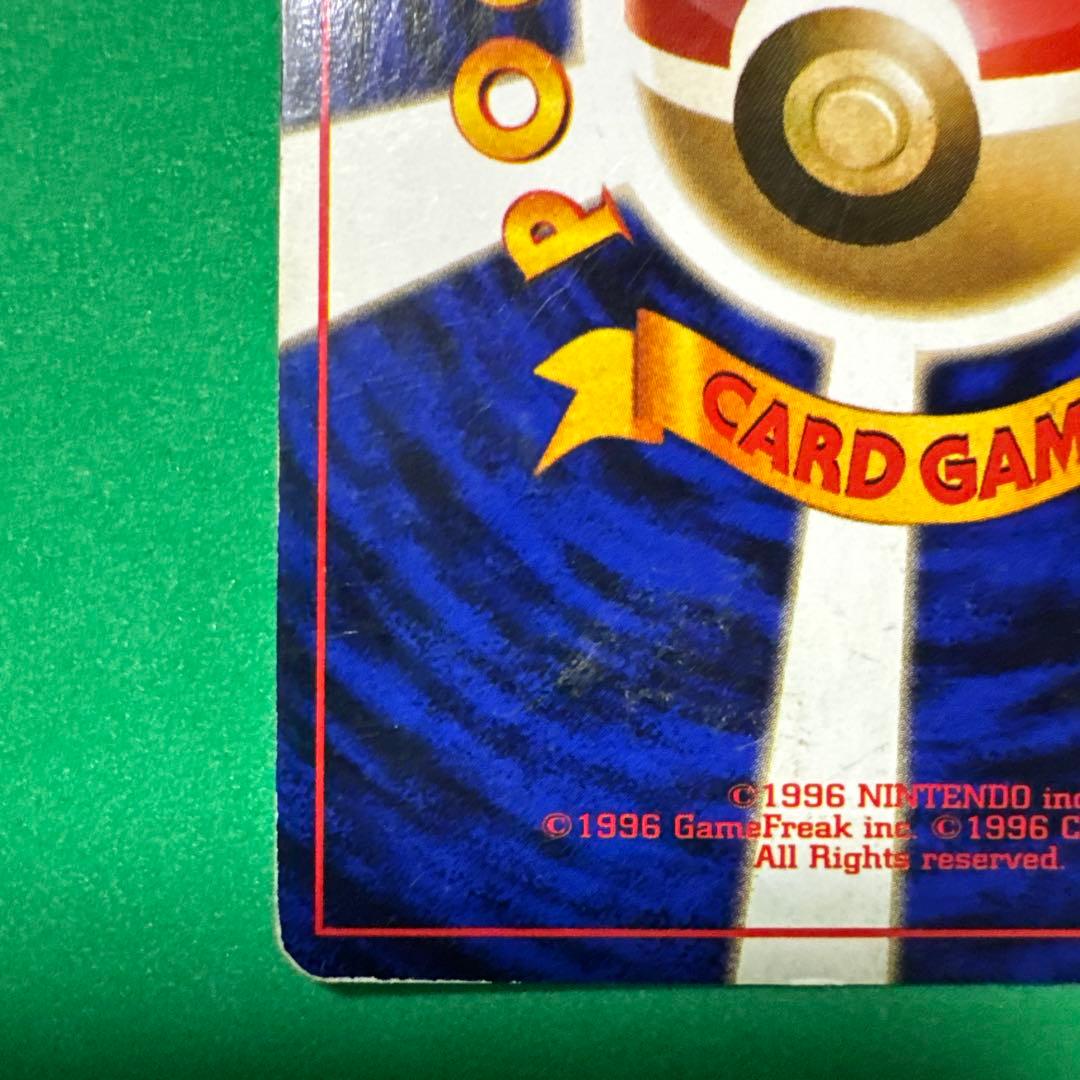 PO
CARD GAM
©1996 NINTENDO inc
©1996 GameFreak inc. ©1996 C
All Rights reserved.